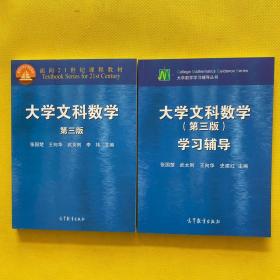 面向21世纪课程教材
Textbook Series for 21st Century
大学文科数学
第三版
张国楚 王向华 武女则 李 玮 主编
高等教育出版社
College Mathematics Guidance Series
大学数学学习辅导丛书
大学文科数学
(第三版)
学习辅导
张国楚 武女则 王向华 史建红 主编
高等教育出版社